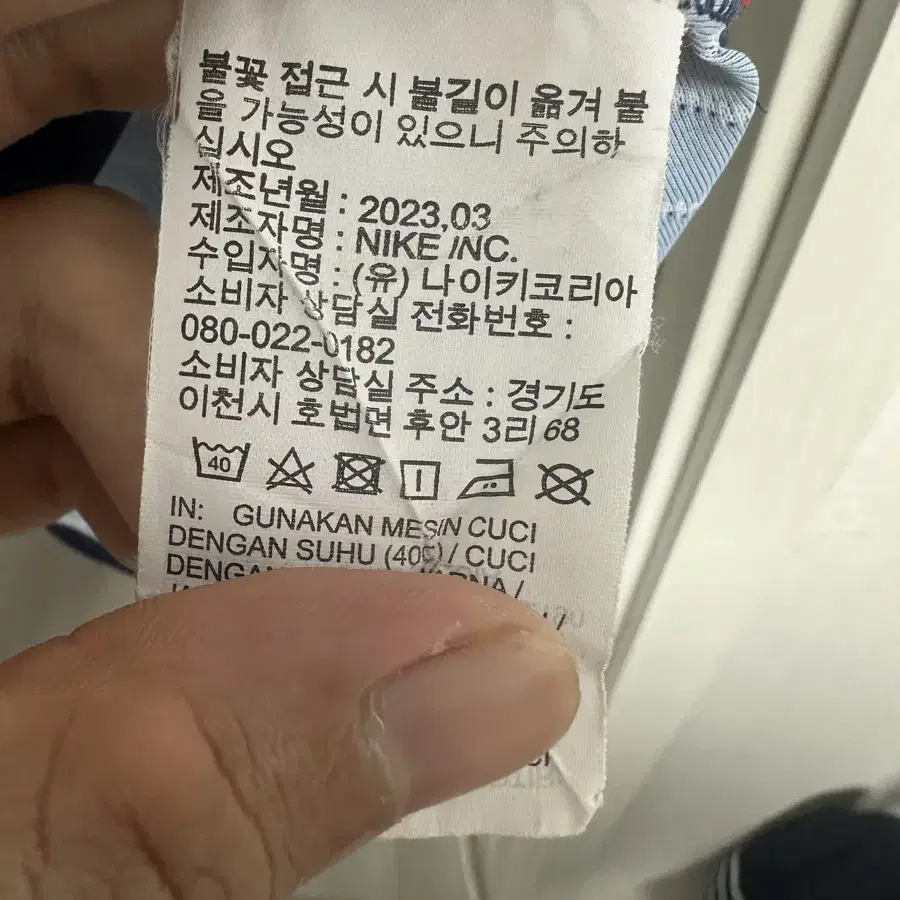 불꽃 접근 시 불길이 옮겨 붙
을 가능성이 있으니 주의하
십시오
제조년월 : 2023,03
제조자명 : NIKE INC.
수입자명 : (유) 나이키코리아
소비자 상담실 전화번호 :
080-022-0182
소비자 상담실 주소 : 경기도
이천시 호법면 후안 3리 68
40
IN: GUNAKAN MESIN CUCI
DENGAN SUHU (40C) / CUCI